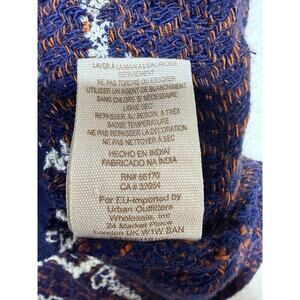 LAVER À LA MAIN À L'EAU FROIDE
SÉPARÉMENT
NE PAS TORDRE OU ESSORER
UTILISER UN AGENT DE BLANCHIMENT
SANS CHLORE SI NÉCESSAIRE
LIGNE SEC
REPASSER, AU BESOIN, À TRÈS
BASSE TEMPÉRATURE
NE PAS REPASSER LA DÉCORATION
NE PAS NETTOYER À SEC
HECHO EN INDIA/
FABRICADO NA INDIA
RN# 66170
CA# 32054
For EU-Imported by
Urban Outfitters
Wholesale, Inc
24 Market Place
London UK W1W 8AN